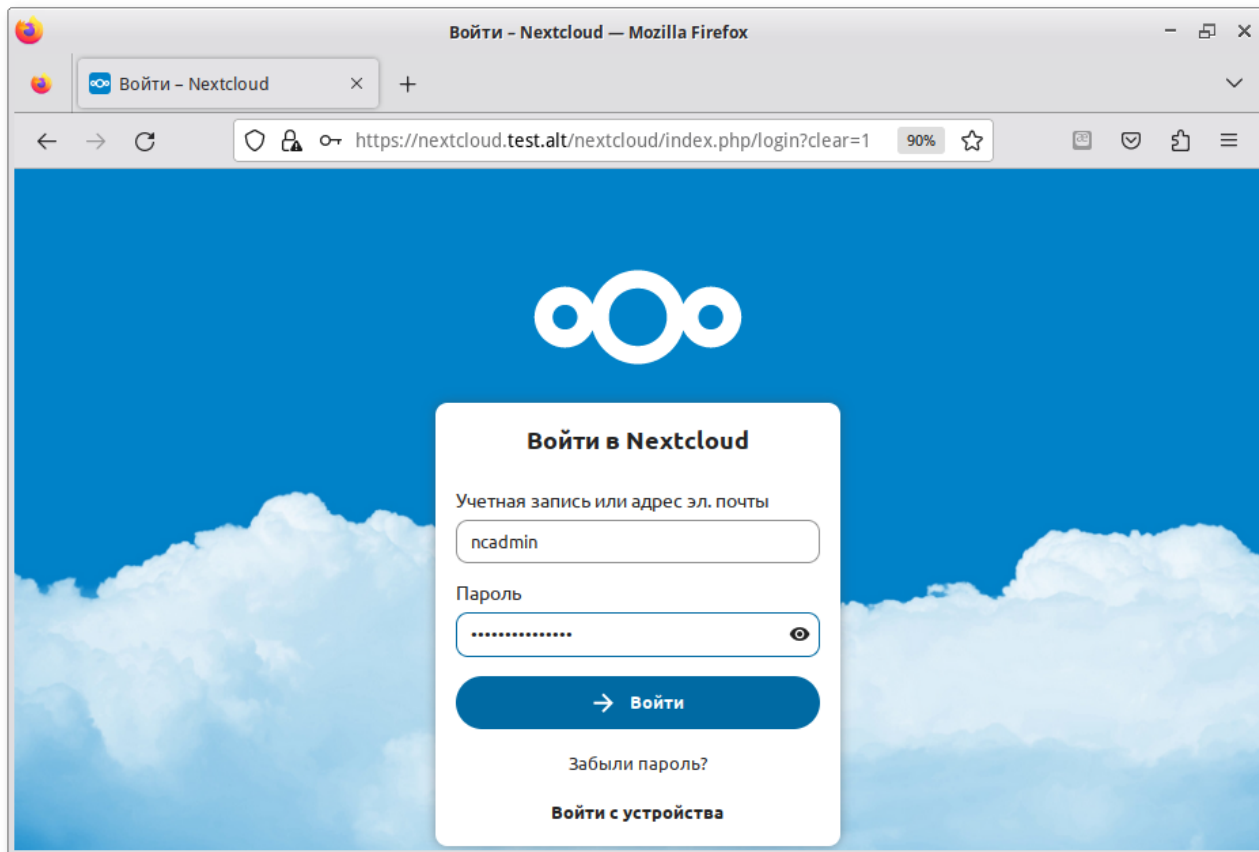 Войти – Nextcloud — Mozilla Firefox
Войти – Nextcloud
https://nextcloud.test.alt/nextcloud/index.php/login?clear=1 90%
Войти в Nextcloud
Учетная запись или адрес эл. почты
ncadmin
Пароль
•••••••••••••••
Войти
Забыли пароль?
Войти с устройства